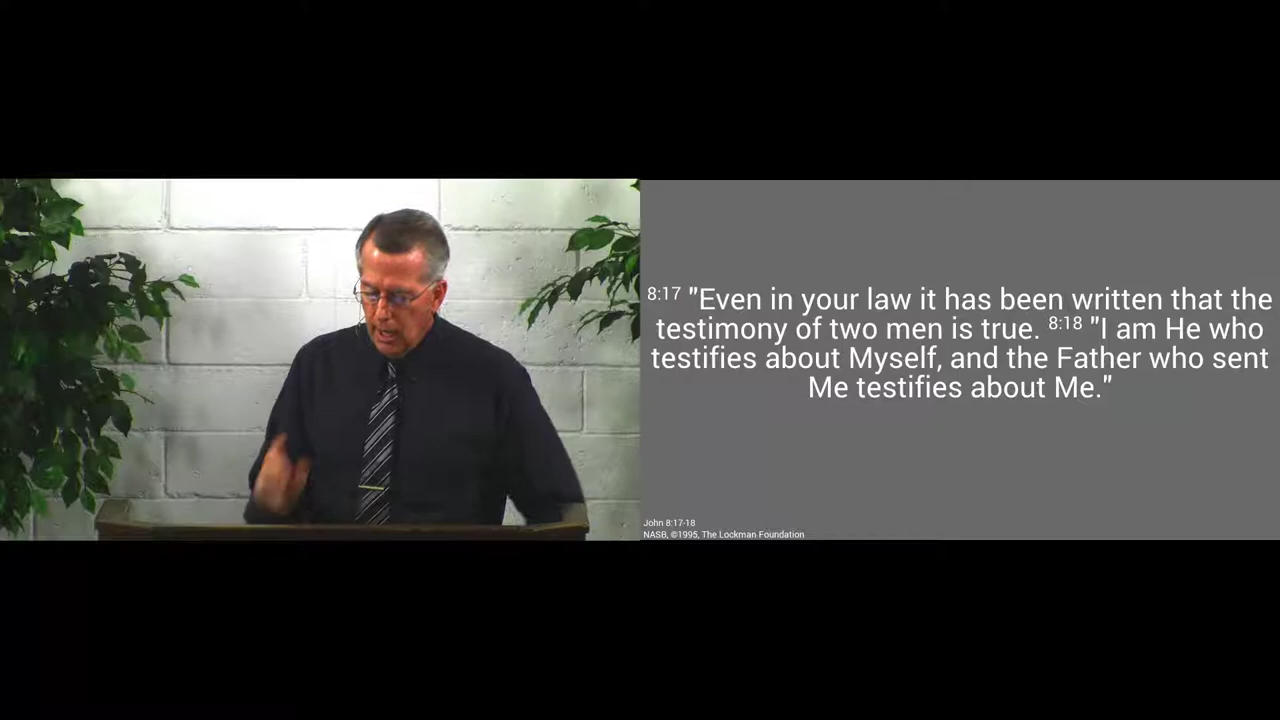 8:17 "Even in your law it has been written that the
testimony of two men is true. 8:18 "I am He who
testifies about Myself, and the Father who sent
Me testifies about Me."
John 8:17-18
NASB, ©1995, The Lockman Foundation